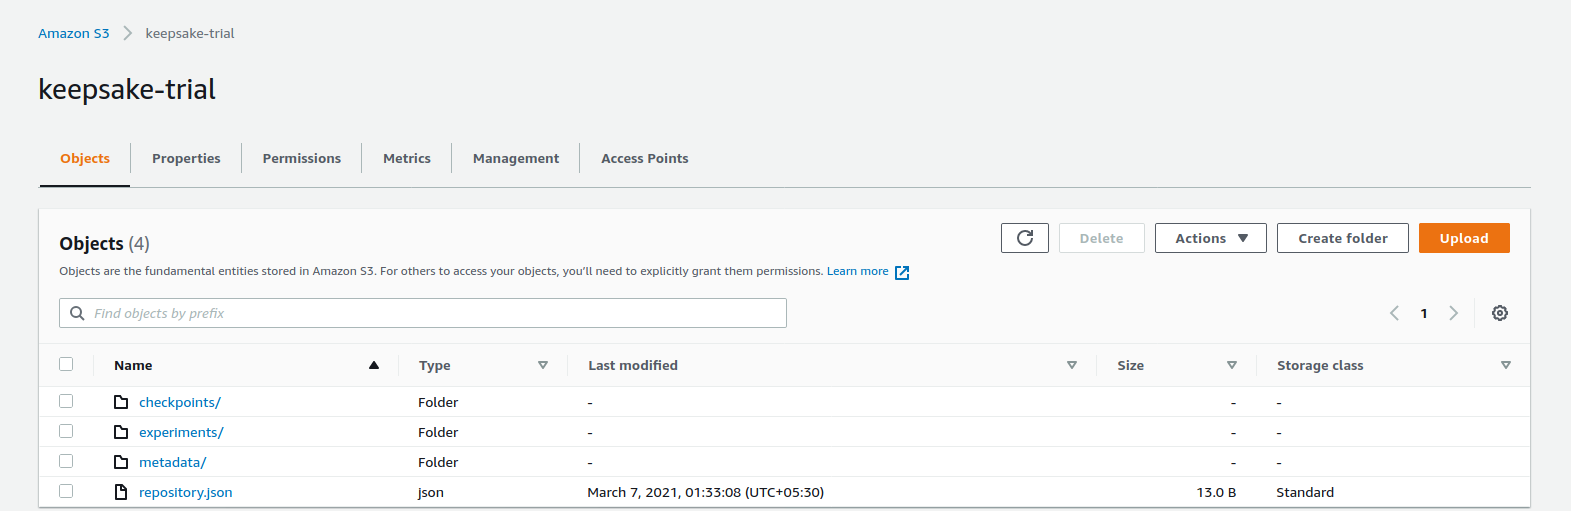 Amazon S3 > keepsake-trial
keepsake-trial
Objects Properties Permissions Metrics Management Access Points
Objects (4)
Delete Actions Create folder Upload
Objects are the fundamental entities stored in Amazon S3. For others to access your objects, you’ll need to explicitly grant them permissions. Learn more
Find objects by prefix
1
Name Type Last modified Size Storage class
checkpoints/ Folder - - -
experiments/ Folder - - -
metadata/ Folder - - -
repository.json json March 7, 2021, 01:33:08 (UTC+05:30) 13.0 B Standard